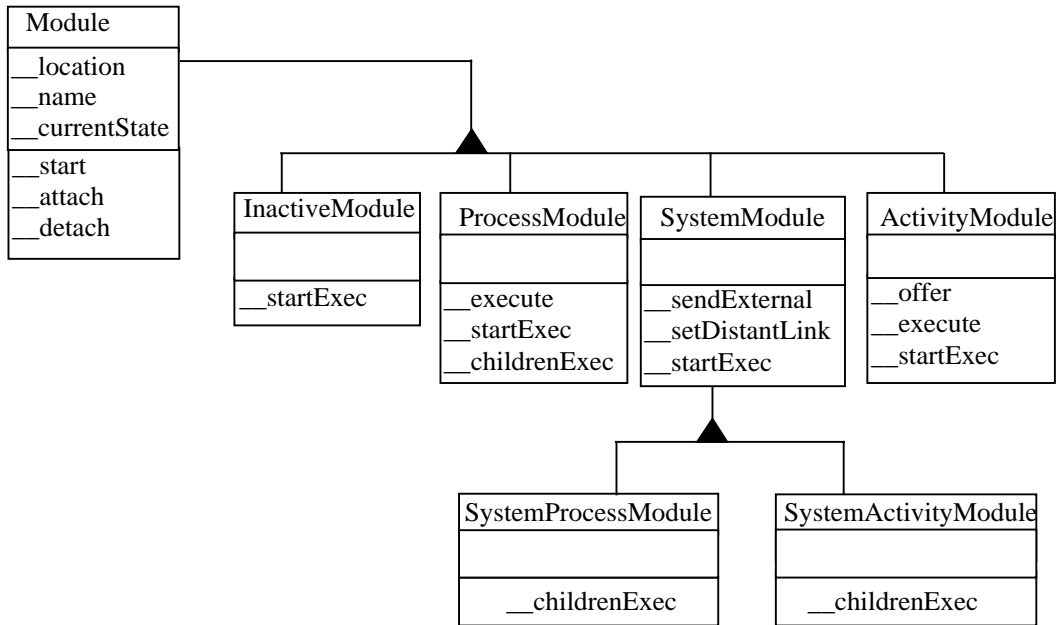 Module
__location
__name
__currentState
__start
__attach
__detach
InactiveModule
__startExec
ProcessModule
__execute
__startExec
__childrenExec
SystemModule
__sendExternal
__setDistantLink
__startExec
ActivityModule
__offer
__execute
__startExec
SystemProcessModule
__childrenExec
SystemActivityModule
__childrenExec